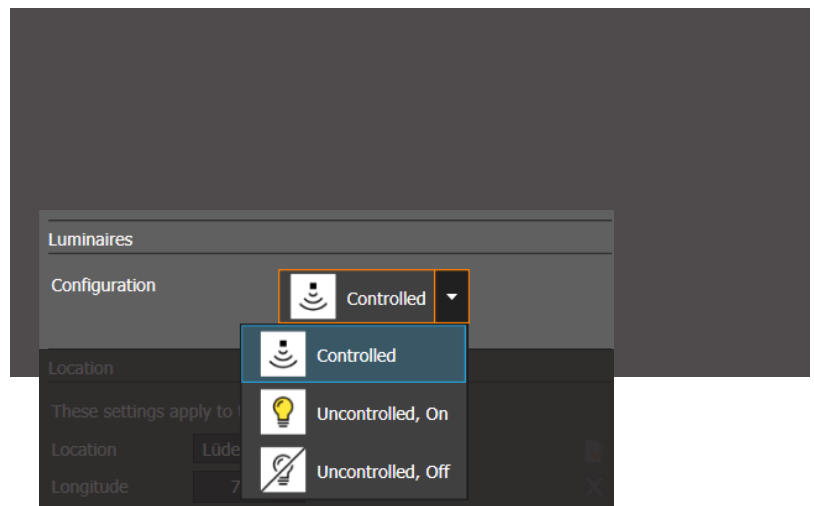 Luminaires
Configuration
Controlled
Controlled
Location
These settings apply to
Uncontrolled, On
Location
Lüde
Uncontrolled, Off
Longitude
7